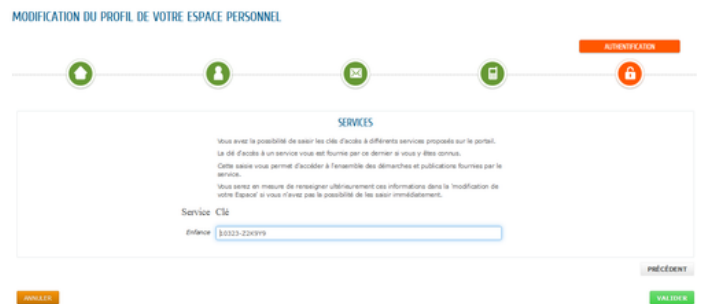 MODIFICATION DU PROFIL DE VOTRE ESPACE PERSONNEL
AUTHENTIFICATION
SERVICES
Vous avez la possibilité de saisir les clés d'accès à différents services proposés sur le portail.
La clé d'accès à un service vous est fournie par ce dernier si vous y êtes connus.
Cette saisie vous permet d'accéder à l'ensemble des démarches et publications fournies par le
service.
Vous serez en mesure de renseigner ultérieurement ces informations dans la 'modification de
votre Espace' si vous n'avez pas la possibilité de les saisir immédiatement.
Service Clé
Enfance
PRÉCÉDENT
ANNULER
VALIDER